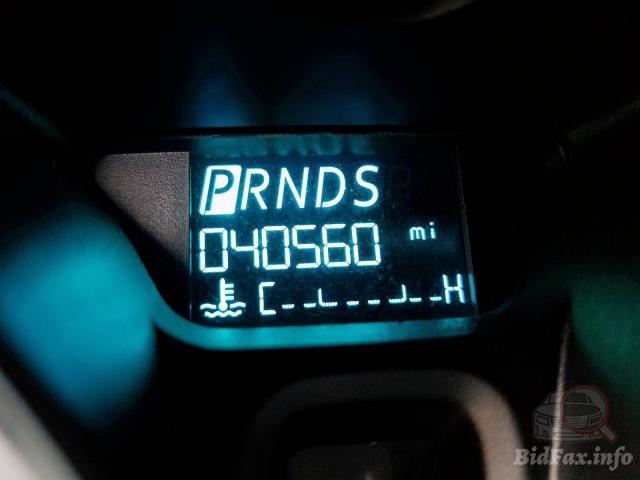 PRNDS
040560 mi
C H
BidFax.info